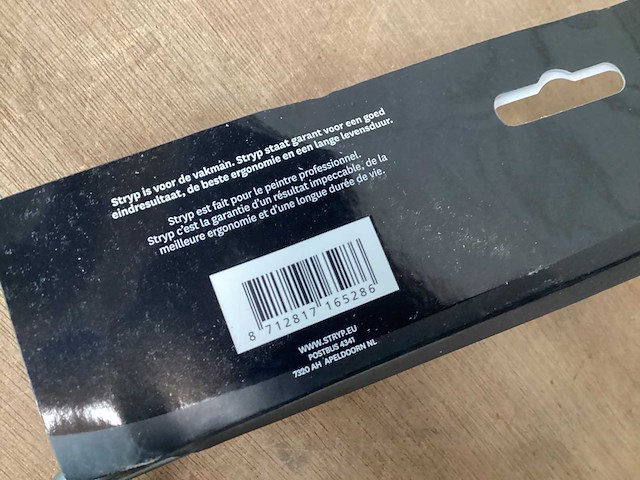 Stryp is voor de vakman. Stryp staat garant voor een goed
eindresultaat, de beste ergonomie en een lange levensduur.
Stryp est fait pour le peintre professionnel.
Stryp c'est la garantie d'un résultat impeccable, de la
meilleure ergonomie et d'une longue durée de vie.
8 712817 165286
WWW.STRYP.EU
POSTBUS 4341
7320 AH APELDOORN NL